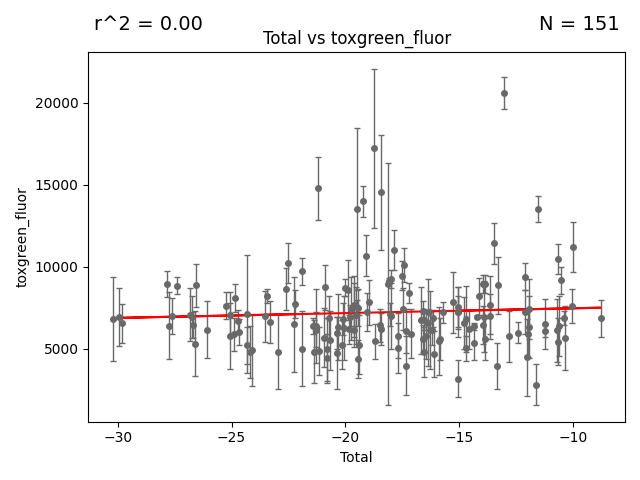 r^2 = 0.00
N = 151
Total vs toxgreen_fluor
20000
15000
10000
5000
toxgreen_fluor
−30
−25
−20
−15
−10
Total